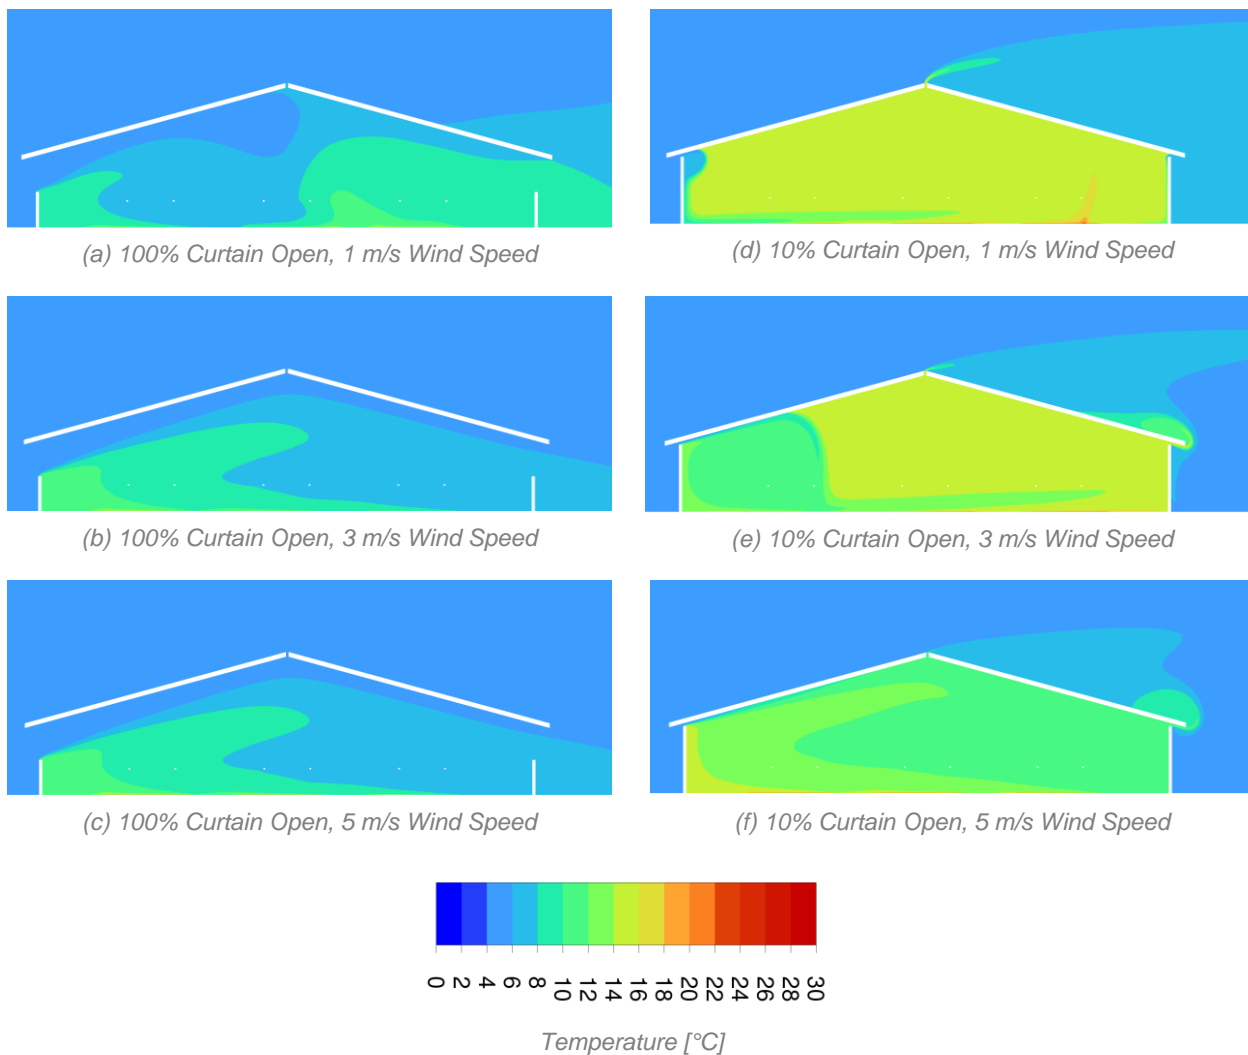 (a) 100% Curtain Open, 1 m/s Wind Speed
(d) 10% Curtain Open, 1 m/s Wind Speed
(b) 100% Curtain Open, 3 m/s Wind Speed
(e) 10% Curtain Open, 3 m/s Wind Speed
(c) 100% Curtain Open, 5 m/s Wind Speed
(f) 10% Curtain Open, 5 m/s Wind Speed
0 2 4 6 8 10 12 14 16 18 20 22 24 26 28 30
Temperature [°C]